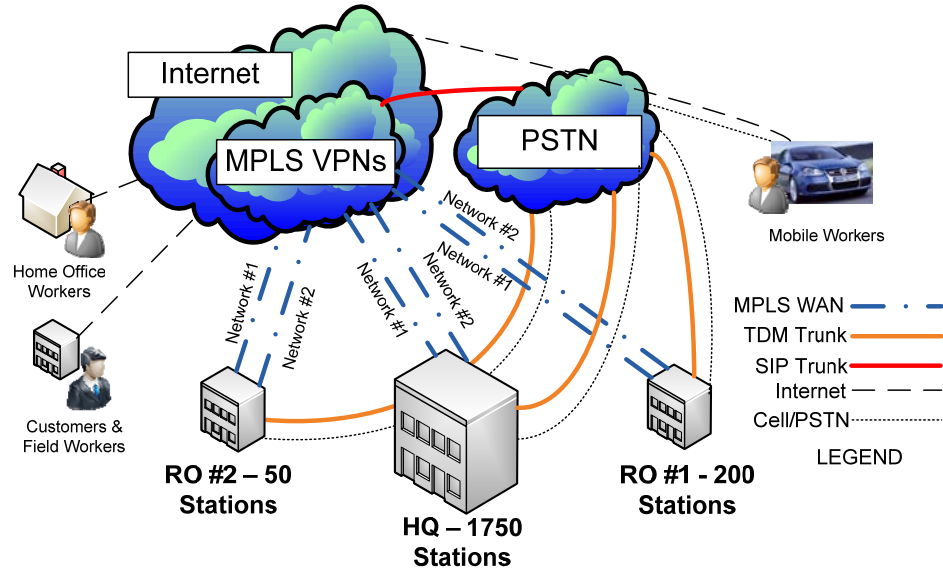 Internet
MPLS VPNs
PSTN
Home Office
Workers
Customers &
Field Workers
Mobile Workers
Network #1
Network #2
Network #1
Network #2
Network #2
Network #1
MPLS WAN
TDM Trunk
SIP Trunk
Internet
Cell/PSTN
LEGEND
RO #2 – 50
Stations
HQ – 1750
Stations
RO #1 - 200
Stations